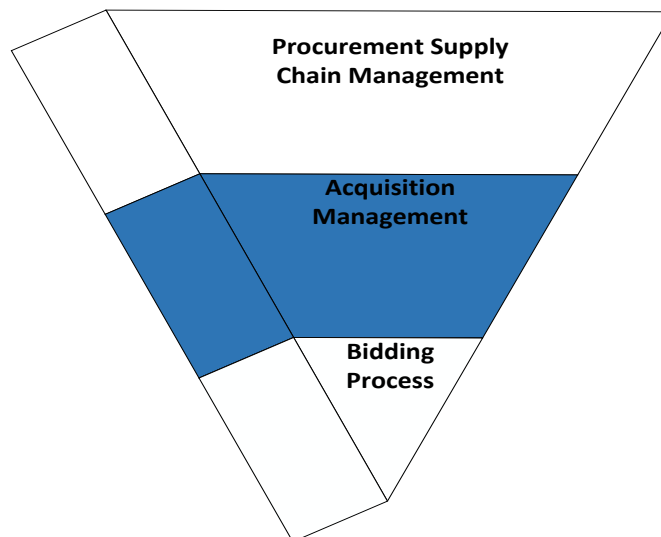 Procurement Supply
Chain Management
Acquisition
Management
Bidding
Process